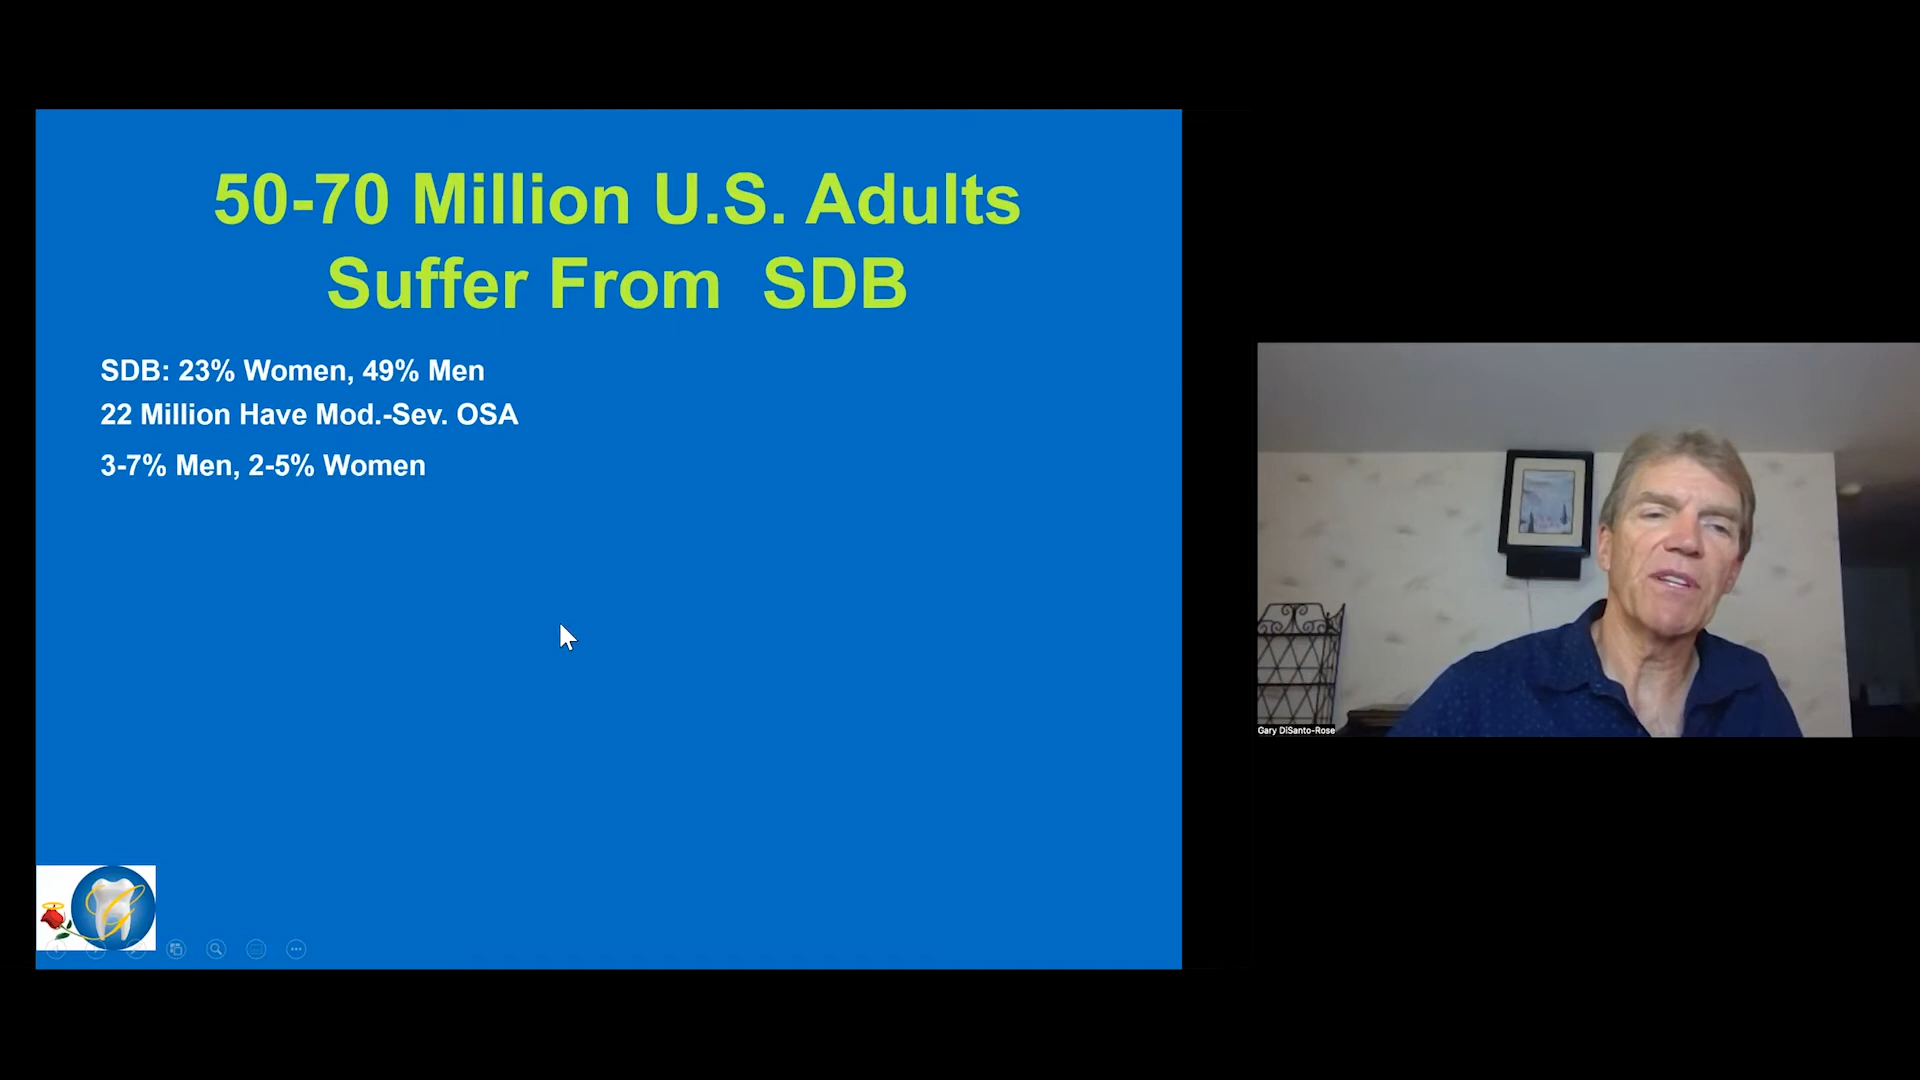 50-70 Million U.S. Adults
Suffer From SDB
SDB: 23% Women, 49% Men
22 Million Have Mod.-Sev. OSA
3-7% Men, 2-5% Women
Gary DiSanto-Rose